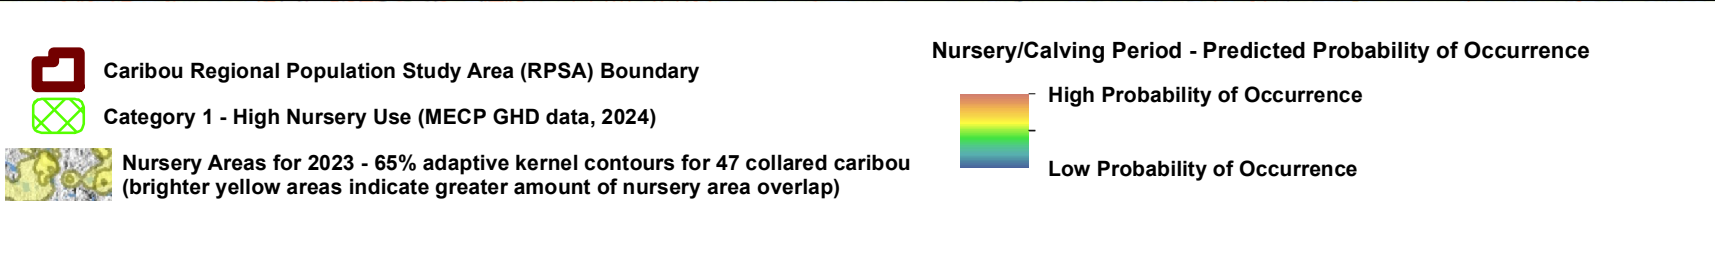 Caribou Regional Population Study Area (RPSA) Boundary
Category 1 - High Nursery Use (MECP GHD data, 2024)
Nursery Areas for 2023 - 65% adaptive kernel contours for 47 collared caribou
(brighter yellow areas indicate greater amount of nursery area overlap)
Nursery/Calving Period - Predicted Probability of Occurrence
High Probability of Occurrence
Low Probability of Occurrence